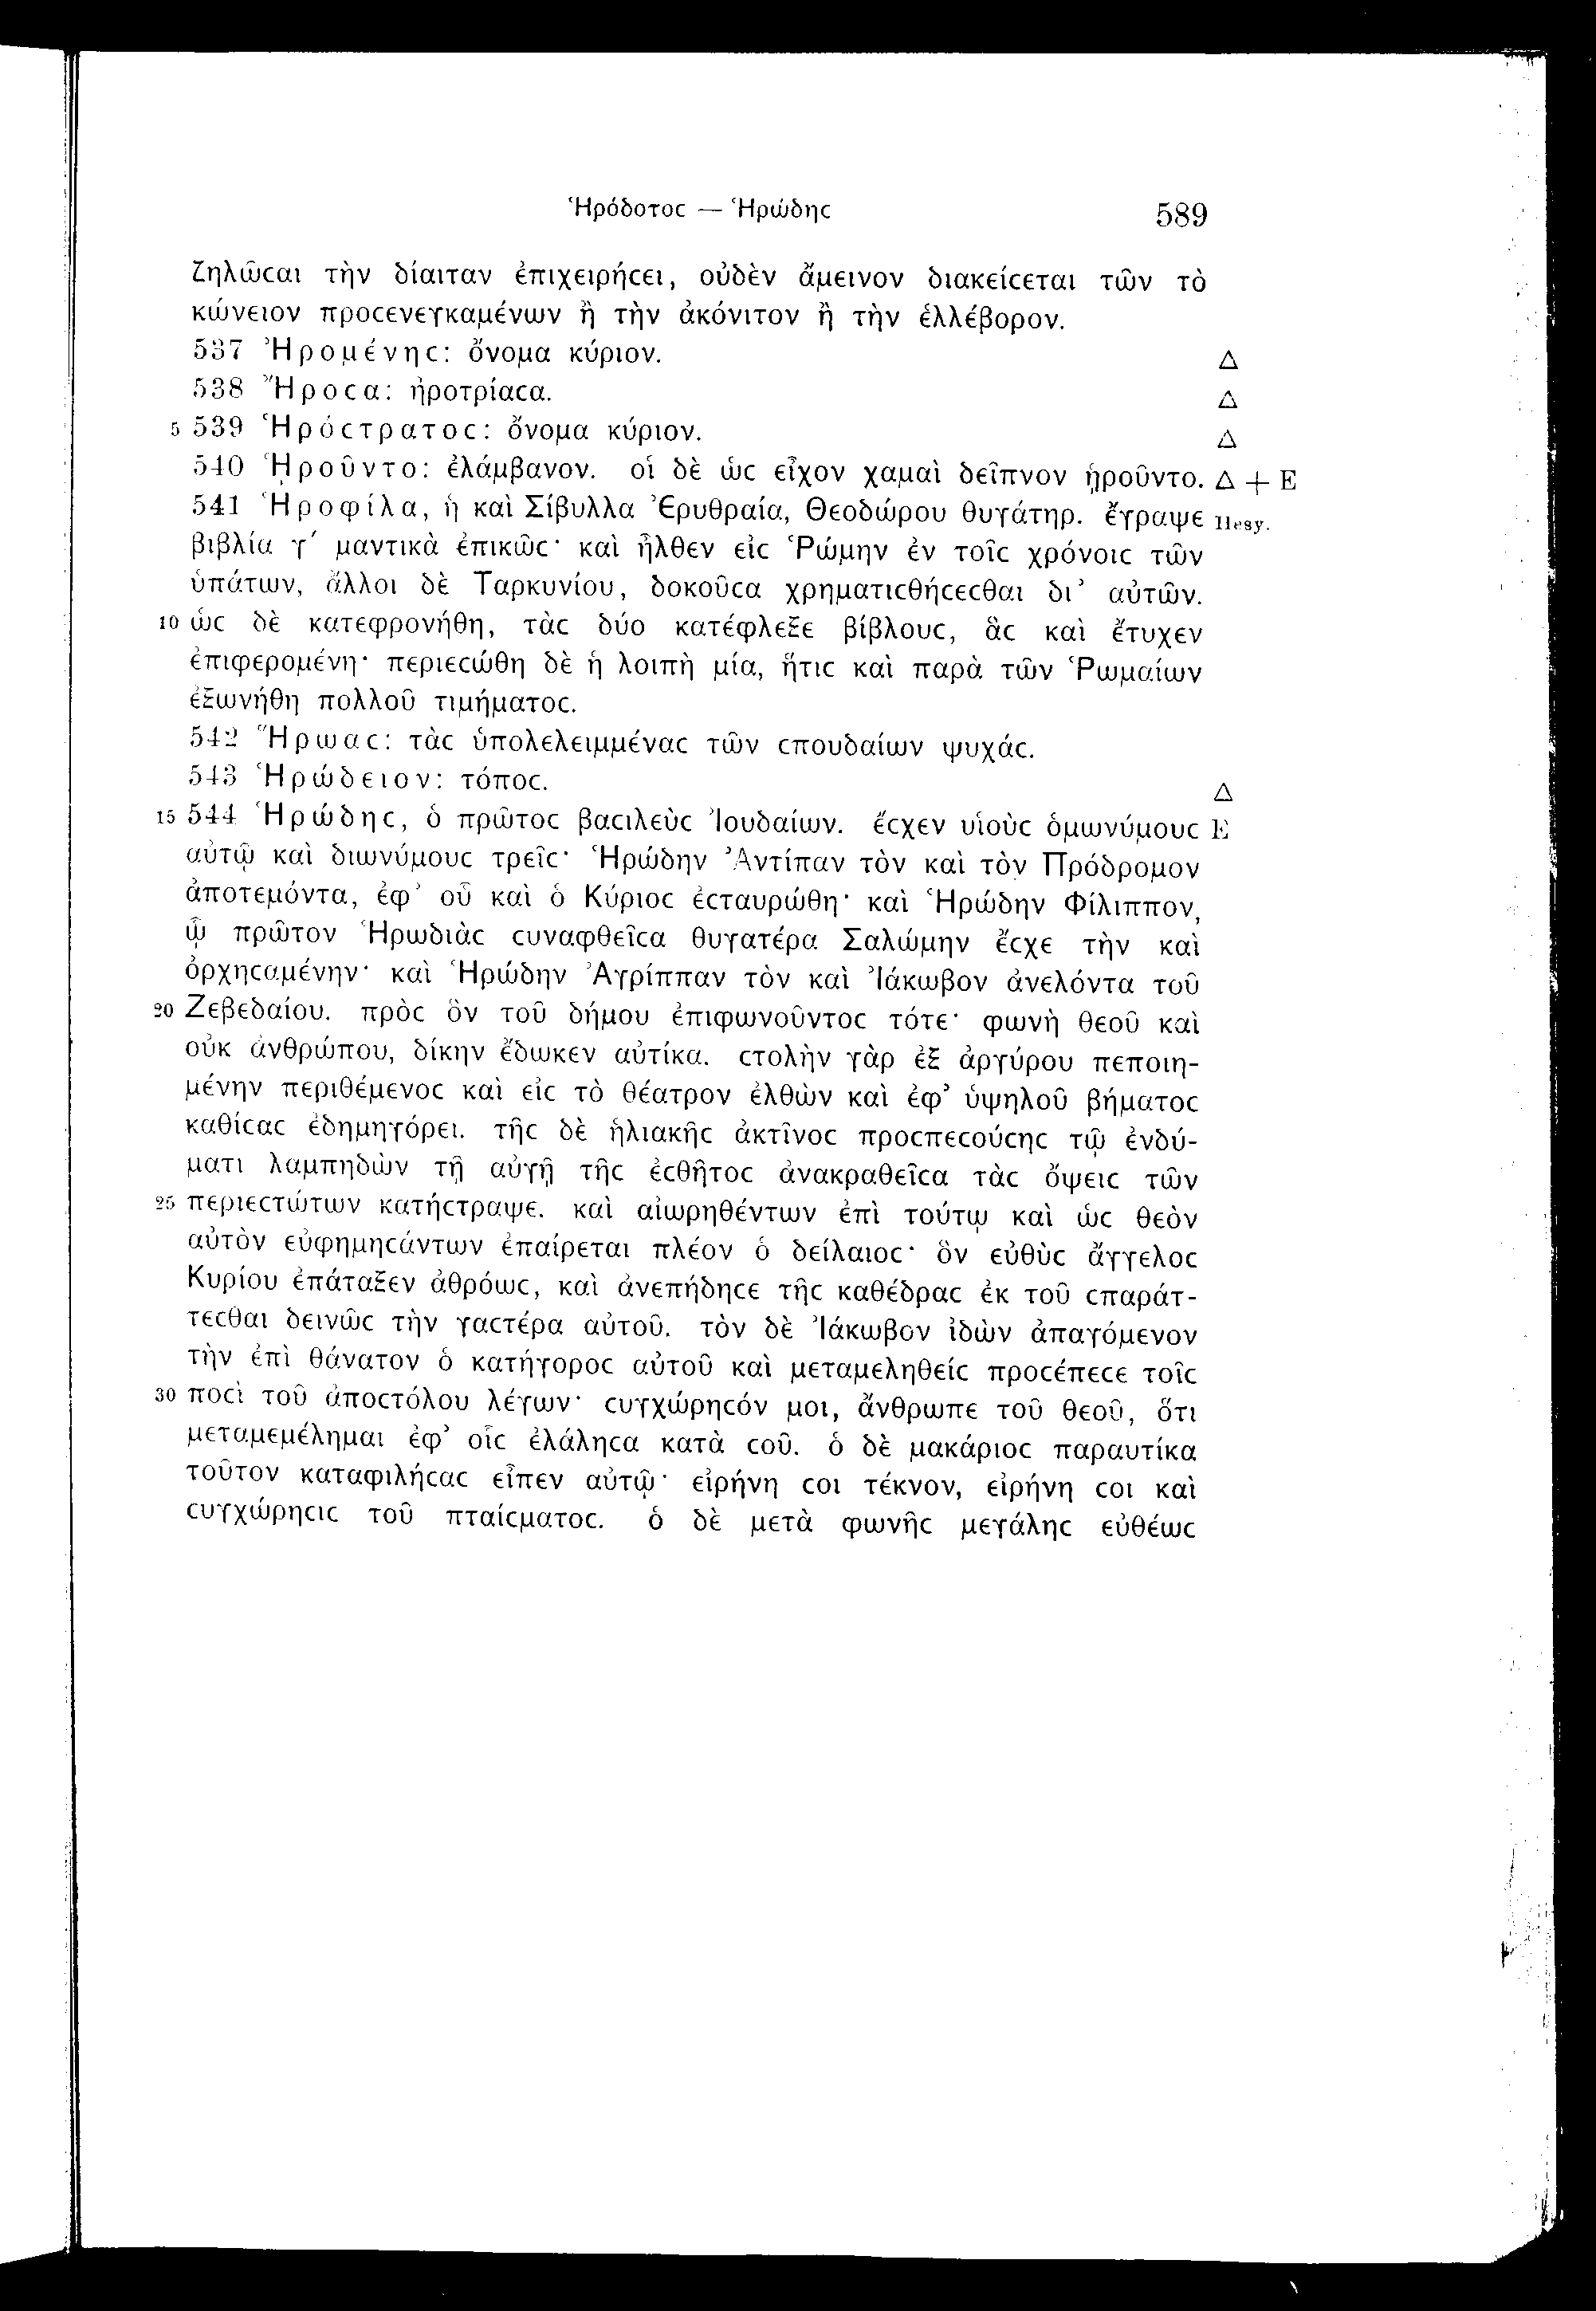 Ἡρόδοτοϲ — Ἡρώδηϲ 589
ζηλῶϲαι τὴν δίαιταν ἐπιχειρήϲει, οὐδὲν ἄμεινον διακείϲεται τῶν τὸ
κώνειον προϲενεγκαμένων ἢ τὴν ἀκόνιτον ἢ τὴν ἑλλέβορον.
537 Ἠρομένηϲ: ὄνομα κύριον. Δ
538 Ἤροϲα: ἠροτρίαϲα. Δ
5 539 Ἡρόϲτρατοϲ: ὄνομα κύριον. Δ
540 Ἡιροῦντο: ἐλάμβανον. οἱ δὲ ὡϲ εἶχον χαμαὶ δεῖπνον ᾑροῦντο. Δ + E
541 Ἡροφίλα, ἡ καὶ Σίβυλλα Ἐρυθραία, Θεοδώρου θυγάτηρ. ἔγραψε Hesy.
βιβλία γʹ μαντικὰ ἐπικῶϲ· καὶ ἦλθεν εἰϲ Ῥώμην ἐν τοῖϲ χρόνοιϲ τῶν
ὑπάτων, ἄλλοι δὲ Ταρκυνίου, δοκοῦϲα χρηματιϲθήϲεϲθαι δι᾽ αὐτῶν.
10 ὡϲ δὲ κατεφρονήθη, τὰϲ δύο κατέφλεξε βίβλουϲ, ἃϲ καὶ ἔτυχεν
ἐπιφερομένη· περιεϲώθη δὲ ἡ λοιπὴ μία, ἥτιϲ καὶ παρὰ τῶν Ῥωμαίων
ἐξωνήθη πολλοῦ τιμήματοϲ.
542 Ἥρωαϲ: τὰϲ ὑπολελειμμέναϲ τῶν ϲπουδαίων ψυχάϲ.
543 Ἡρώδειον: τόποϲ. Δ
15 544 Ἡρώδηϲ, ὁ πρῶτοϲ βαϲιλεὺϲ Ἰουδαίων. ἔϲχεν υἱοὺϲ ὁμωνύμουϲ E
αὐτῷ καὶ διωνύμουϲ τρεῖϲ· Ἡρώδην Ἀντίπαν τὸν καὶ τὸν Πρόδρομον
ἀποτεμόντα, ἐφ᾽ οὗ καὶ ὁ Κύριοϲ ἐϲταυρώθη· καὶ Ἡρώδην Φίλιππον,
ᾧ πρῶτον Ἡρωδιὰϲ ϲυναφθεῖϲα θυγατέρα Σαλώμην ἔϲχε τὴν καὶ
ὀρχηϲαμένην· καὶ Ἡρώδην Ἀγρίππαν τὸν καὶ Ἰάκωβον ἀνελόντα τοῦ
20 Ζεβεδαίου. πρὸϲ ὃν τοῦ δήμου ἐπιφωνοῦντοϲ τότε· φωνὴ θεοῦ καὶ
οὐκ ἀνθρώπου, δίκην ἔδωκεν αὐτίκα. ϲτολὴν γὰρ ἐξ ἀργύρου πεποιη-
μένην περιθέμενοϲ καὶ εἰϲ τὸ θέατρον ἐλθὼν καὶ ἐφ᾽ ὑψηλοῦ βήματοϲ
καθίϲαϲ ἐδημηγόρει. τῆϲ δὲ ἡλιακῆϲ ἀκτῖνοϲ προϲπεϲούϲηϲ τῷ ἐνδύ-
ματι λαμπηδὼν τῇ αὐγῇ τῆϲ ἐϲθῆτοϲ ἀνακραθεῖϲα τὰϲ ὄψειϲ τῶν
25 περιεϲτώτων κατήϲτραψε. καὶ αἰωρηθέντων ἐπὶ τούτῳ καὶ ὡϲ θεὸν
αὐτὸν εὐφημηϲάντων ἐπαίρεται πλέον ὁ δείλαιοϲ· ὃν εὐθὺϲ ἄγγελοϲ
Κυρίου ἐπάταξεν ἀθρόωϲ, καὶ ἀνεπήδηϲε τῆϲ καθέδραϲ ἐκ τοῦ ϲπαράτ-
τεϲθαι δεινῶϲ τὴν γαϲτέρα αὐτοῦ. τὸν δὲ Ἰάκωβον ἰδὼν ἀπαγόμενον
τὴν ἐπὶ θάνατον ὁ κατήγοροϲ αὐτοῦ καὶ μεταμεληθείϲ προϲέπεϲε τοῖϲ
30 ποϲὶ τοῦ ἀποϲτόλου λέγων· ϲυγχώρηϲόν μοι, ἄνθρωπε τοῦ θεοῦ, ὅτι
μεταμεμέλημαι ἐφ᾽ οἷϲ ἐλάληϲα κατὰ ϲοῦ. ὁ δὲ μακάριοϲ παραυτίκα
τοῦτον καταφιλήϲαϲ εἶπεν αὐτῷ· εἰρήνη ϲοι τέκνον, εἰρήνη ϲοι καὶ
ϲυγχώρηϲιϲ τοῦ πταίϲματοϲ. ὁ δὲ μετὰ φωνῆϲ μεγάληϲ εὐθέωϲ